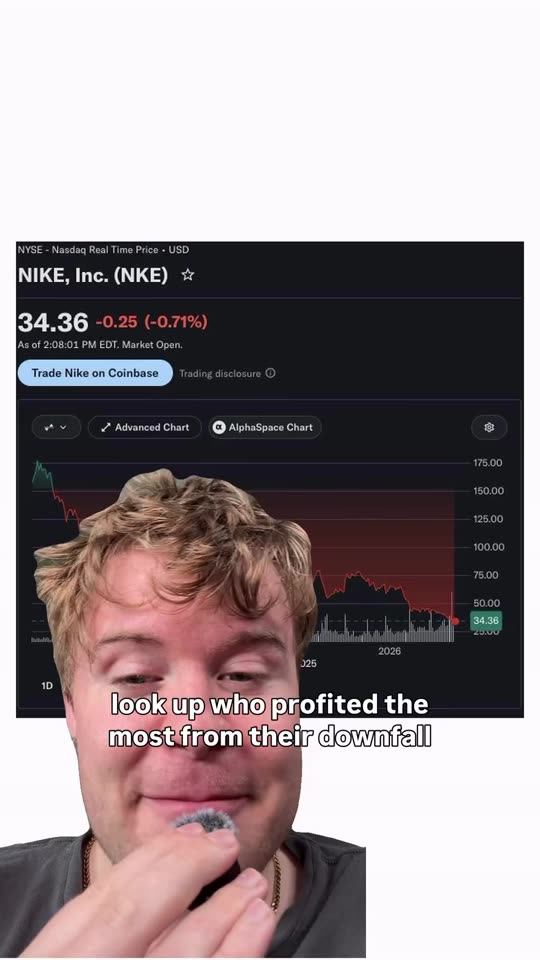 NYSE - Nasdaq Real Time Price • USD
NIKE, Inc. (NKE)
34.36 -0.25 (-0.71%)
As of 2:08:01 PM EDT. Market Open.
Trade Nike on Coinbase Trading disclosure
Advanced Chart AlphaSpace Chart
175.00
150.00
125.00
100.00
75.00
50.00
34.36
25.00
025 2026
1D
look up who profited the
most from their downfall